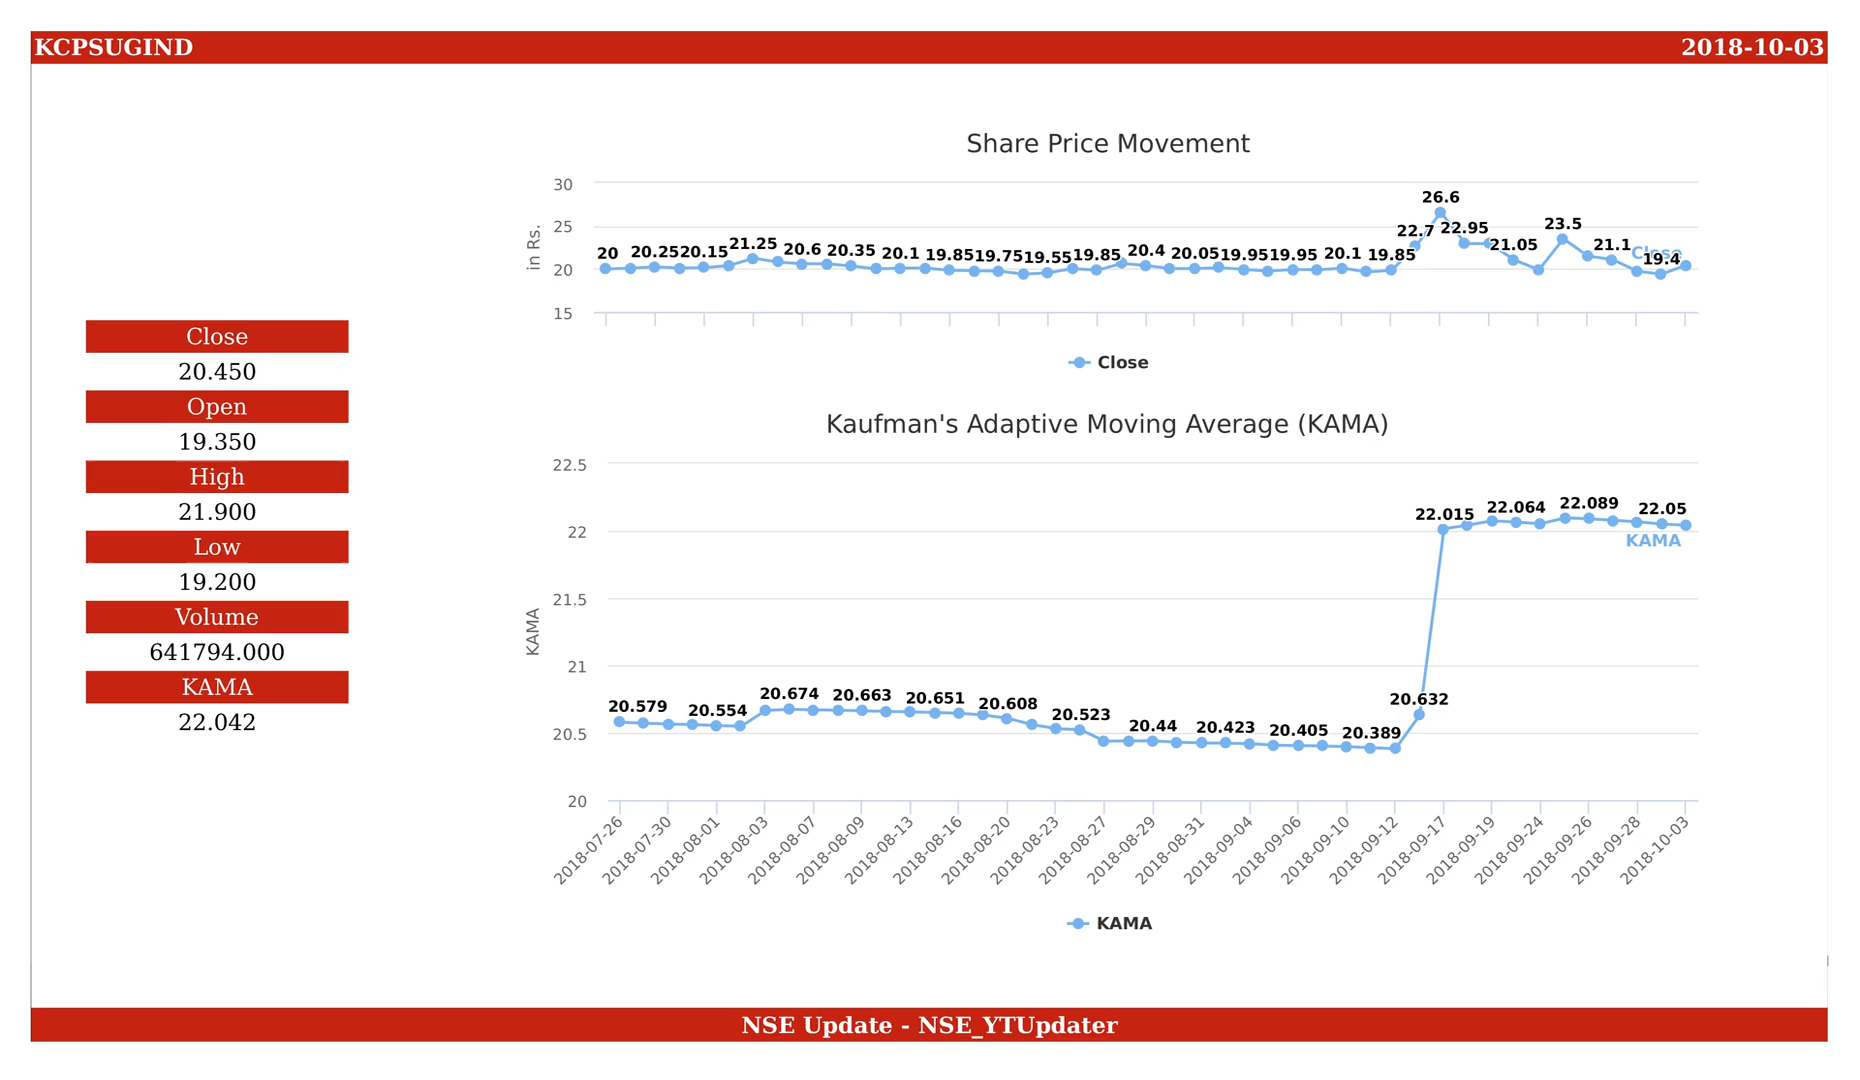 KCPSUGIND 2018-10-03
Share Price Movement
30
25
20
15
in Rs.
20 20.25 20.15 21.25 20.6 20.35 20.1 19.85 19.75 19.55 19.85 20.4 20.05 19.95 19.95 20.1 19.85 22.7 26.6 22.95 21.05 23.5 21.1 19.4
Close
Close
Close
20.450
Open
19.350
High
21.900
Low
19.200
Volume
641794.000
KAMA
22.042
Kaufman's Adaptive Moving Average (KAMA)
22.5
22
21.5
21
20.5
20
KAMA
20.579 20.554 20.674 20.663 20.651 20.608 20.523 20.44 20.423 20.405 20.389 20.632 22.015 22.064 22.089 22.05
KAMA
2018-07-26 2018-07-30 2018-08-01 2018-08-03 2018-08-07 2018-08-09 2018-08-13 2018-08-16 2018-08-20 2018-08-23 2018-08-27 2018-08-29 2018-08-31 2018-09-04 2018-09-06 2018-09-10 2018-09-12 2018-09-17 2018-09-19 2018-09-24 2018-09-26 2018-09-28 2018-10-03
KAMA
NSE Update - NSE_YTUpdater